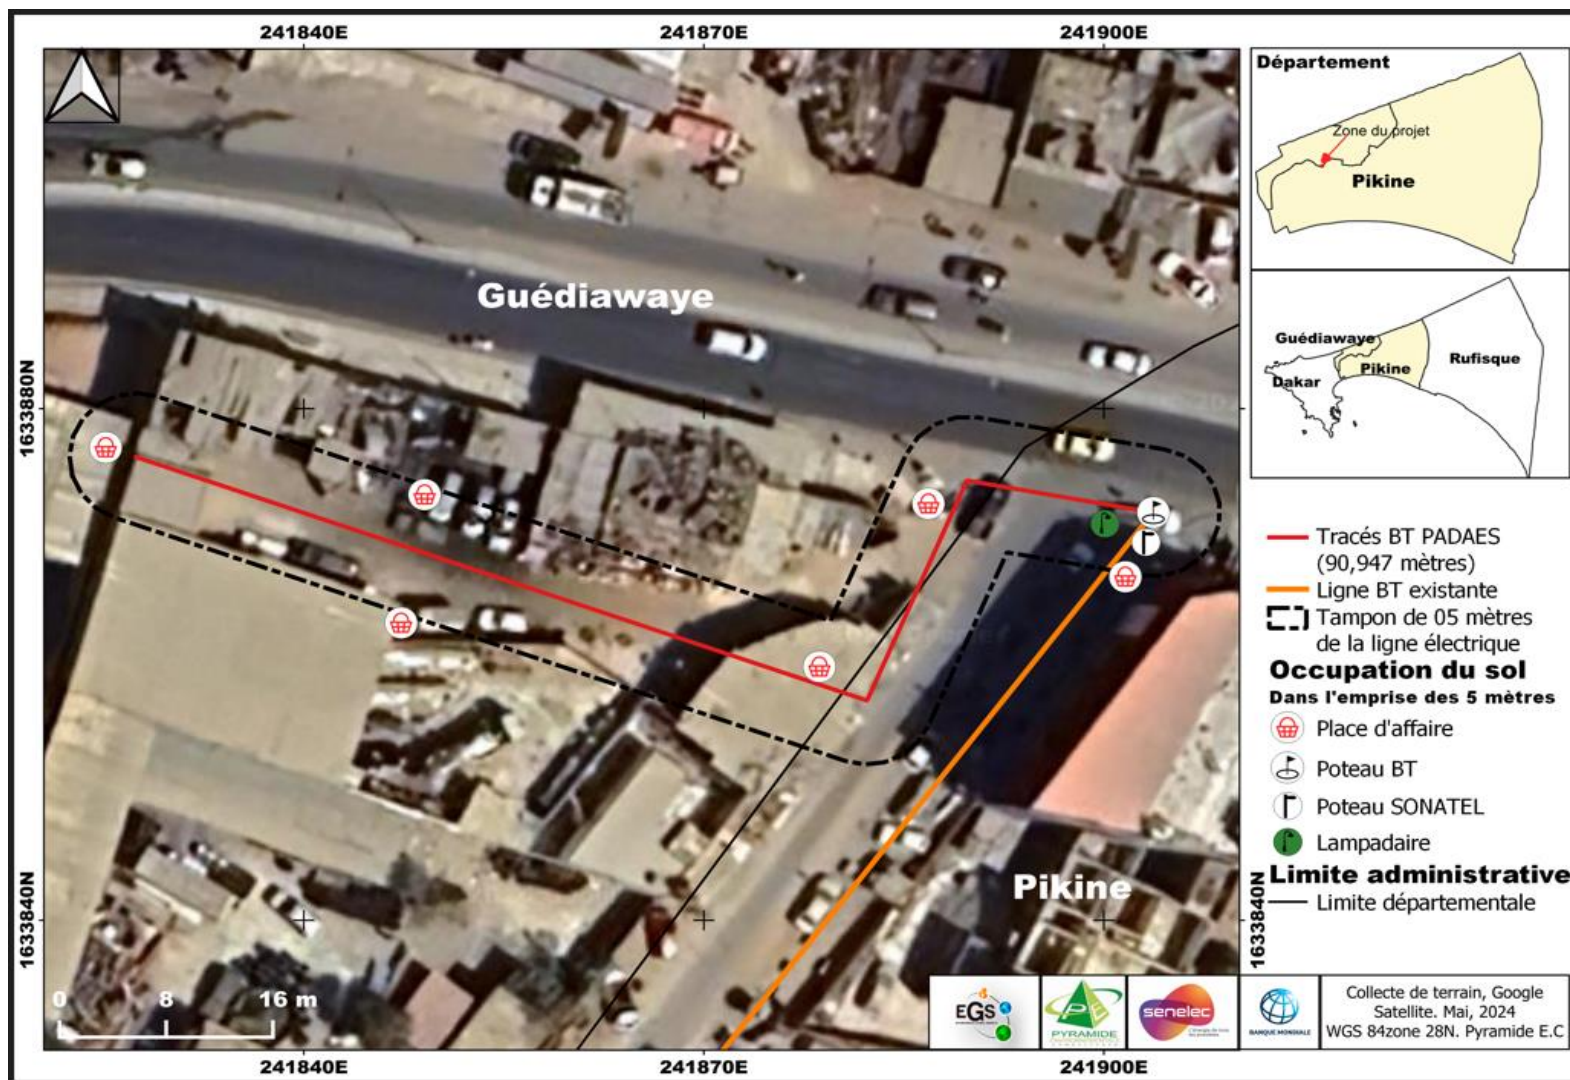 241840E
241870E
241900E
Guédiawaye
1633880N
1633840N
Pikine
1633840N
0 8 16 m
241840E
241870E
241900E
Département
Zone du projet
Pikine
Guédiawaye
Rufisque
Pikine
Dakar
Tracés BT PADAES
(90,947 mètres)
Ligne BT existante
Tampon de 05 mètres
de la ligne électrique
Occupation du sol
Dans l'emprise des 5 mètres
Place d'affaire
Poteau BT
Poteau SONATEL
Lampadaire
Limite administrative
Limite départementale
EGS
PE
PYRAMIDE
senelec
BANQUE MONDIALE
Collecte de terrain, Google
Satellite. Mai, 2024
WGS 84zone 28N. Pyramide E.C